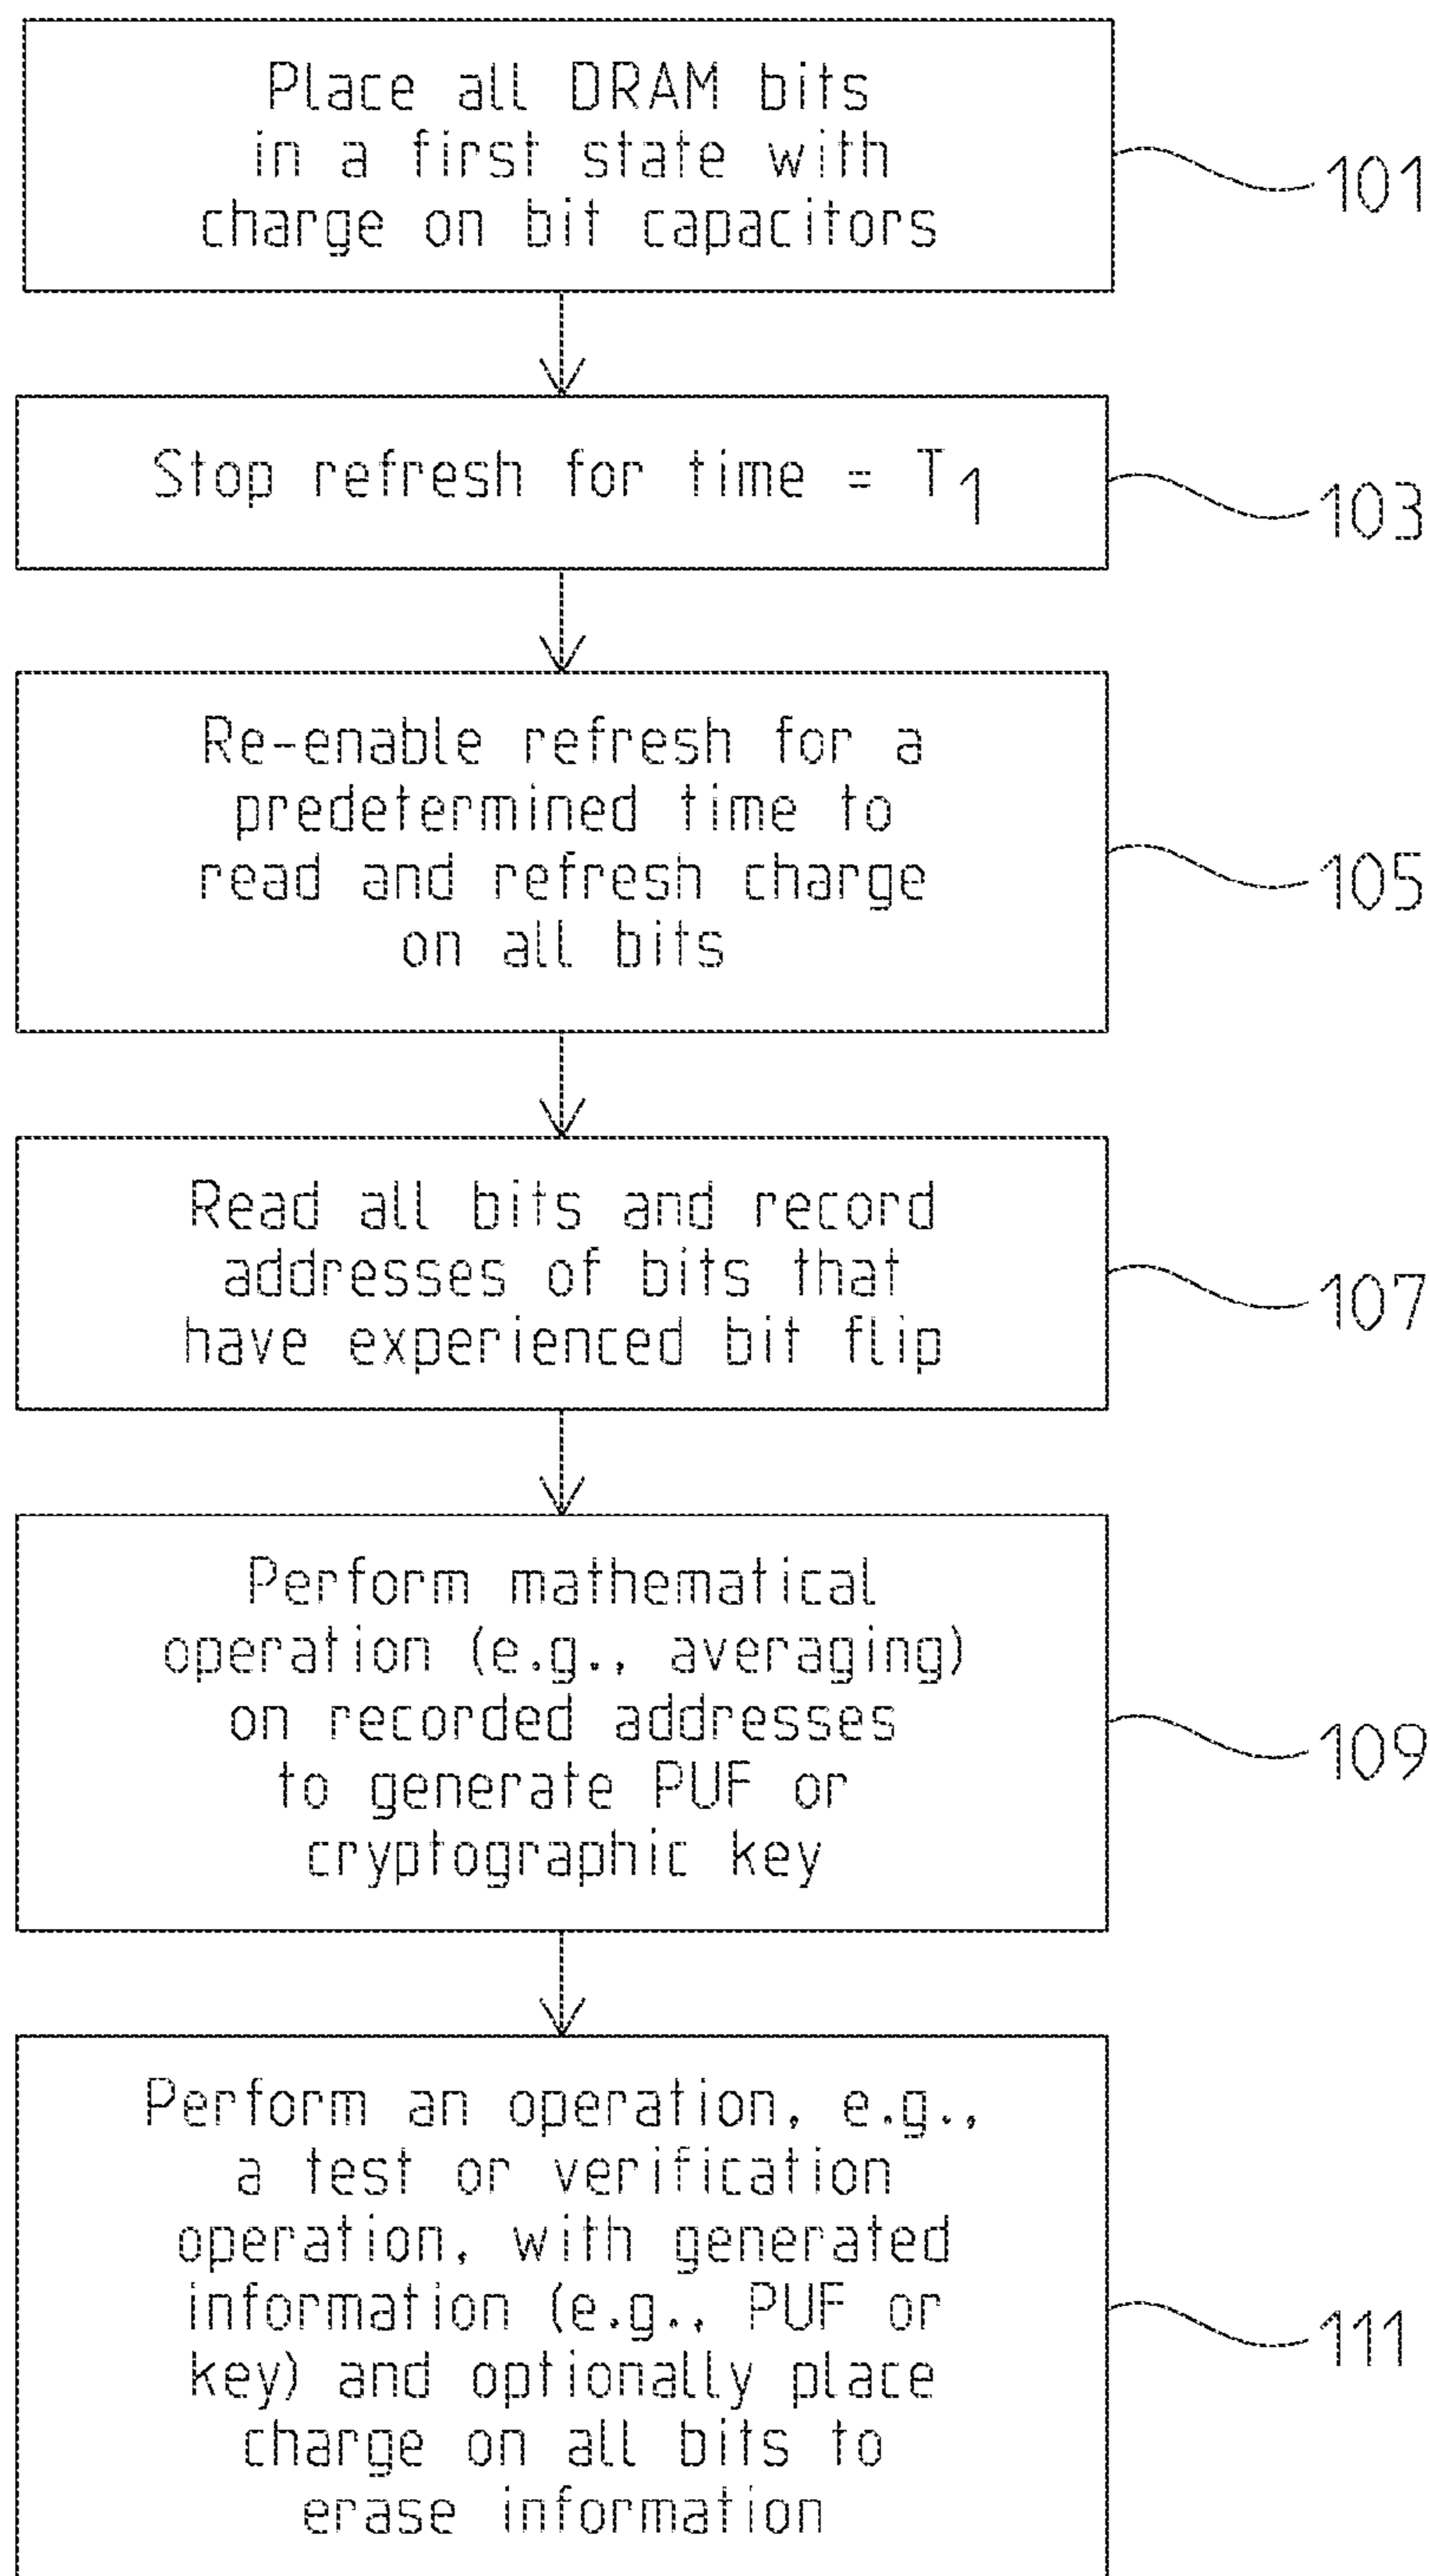 Place all DRAM bits
in a first state with
charge on bit capacitors
101
Stop refresh for time = T1
103
Re-enable refresh for a
predetermined time to
read and refresh charge
on all bits
105
Read all bits and record
addresses of bits that
have experienced bit flip
107
Perform mathematical
operation (e.g., averaging)
on recorded addresses
to generate PUF or
cryptographic key
109
Perform an operation, e.g.,
a test or verification
operation, with generated
information (e.g., PUF or
key) and optionally place
charge on all bits to
erase information
111